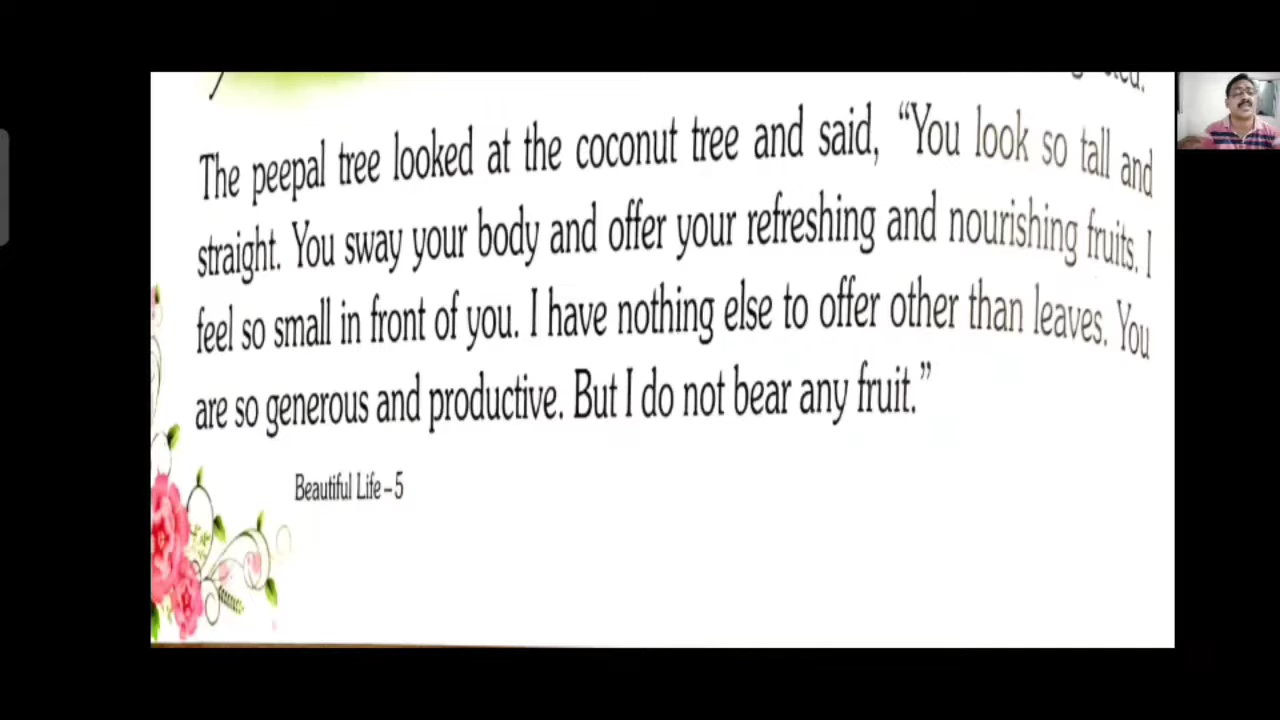 The peepal tree looked at the coconut tree and said, “You look so tall and
straight. You sway your body and offer your refreshing and nourishing fruits. I
feel so small in front of you. I have nothing else to offer other than leaves. You
are so generous and productive. But I do not bear any fruit.”
Beautiful Life – 5